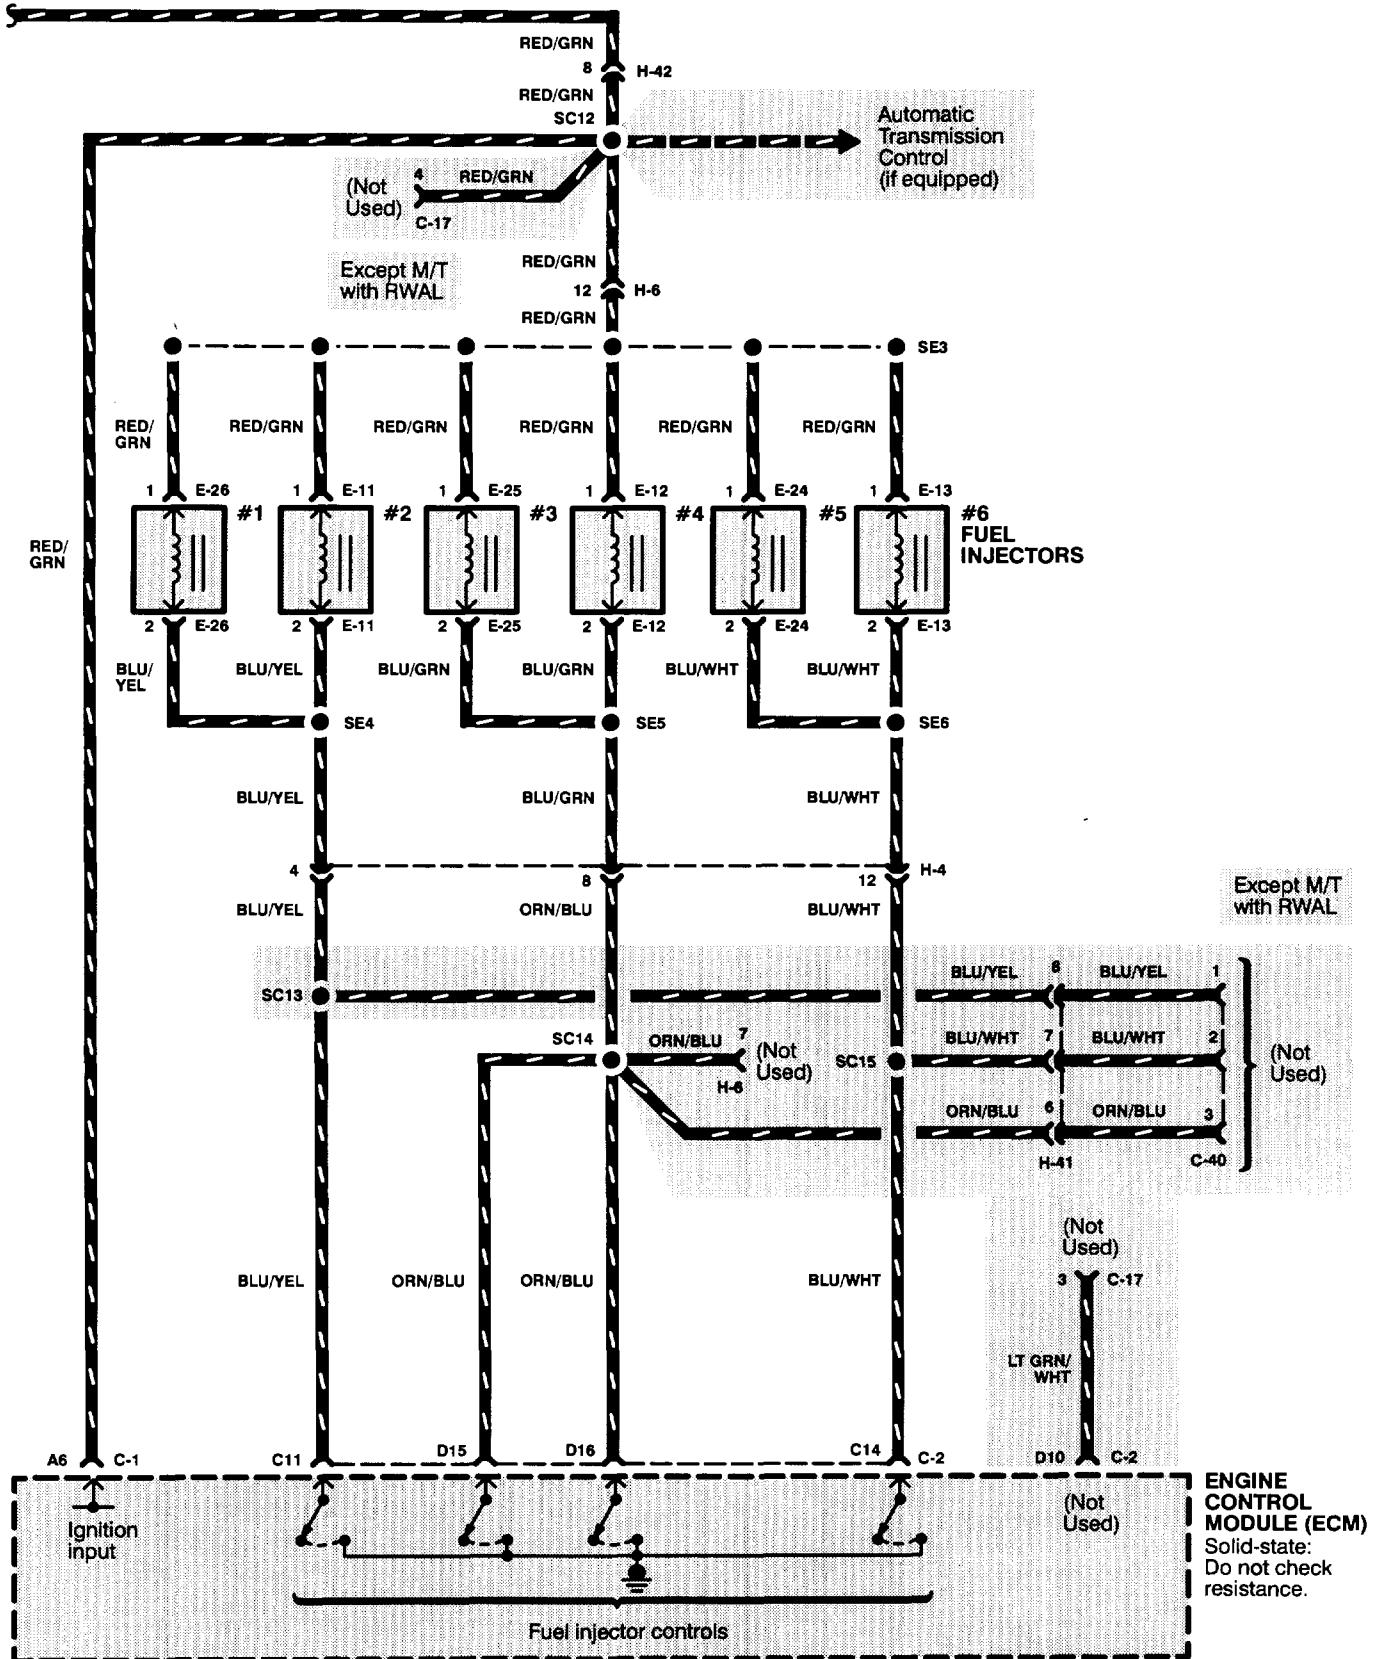 RED/GRN
8 H-42
RED/GRN
SC12
Automatic
Transmission
Control
(if equipped)
4 RED/GRN
(Not
Used)
C-17
RED/GRN
Except M/T
with RWAL
12 H-6
RED/GRN
SE3
RED/
GRN
RED/GRN RED/GRN RED/GRN RED/GRN RED/GRN
1 E-26 1 E-11 1 E-25 1 E-12 1 E-24 1 E-13
#1 #2 #3 #4 #5 #6
FUEL
INJECTORS
RED/
GRN
2 E-26 2 E-11 2 E-25 2 E-12 2 E-24 2 E-13
BLU/
YEL
BLU/YEL BLU/GRN BLU/GRN BLU/WHT BLU/WHT
SE4 SE5 SE6
BLU/YEL BLU/GRN BLU/WHT
4 8 12 H-4
BLU/YEL ORN/BLU BLU/WHT
Except M/T
with RWAL
BLU/YEL 8 BLU/YEL 1
SC13
SC14 ORN/BLU 7
(Not
Used)
H-6
SC15
BLU/WHT 7 BLU/WHT 2
(Not
Used)
ORN/BLU 6 ORN/BLU 3
H-41 C-40
(Not
Used)
BLU/YEL ORN/BLU ORN/BLU BLU/WHT
3 C-17
LT GRN/
WHT
A6 C-1 C11 D15 D16 C14 C-2 D10 C-2
ENGINE
CONTROL
MODULE (ECM)
Solid-state:
Do not check
resistance.
Ignition
input
(Not
Used)
Fuel injector controls